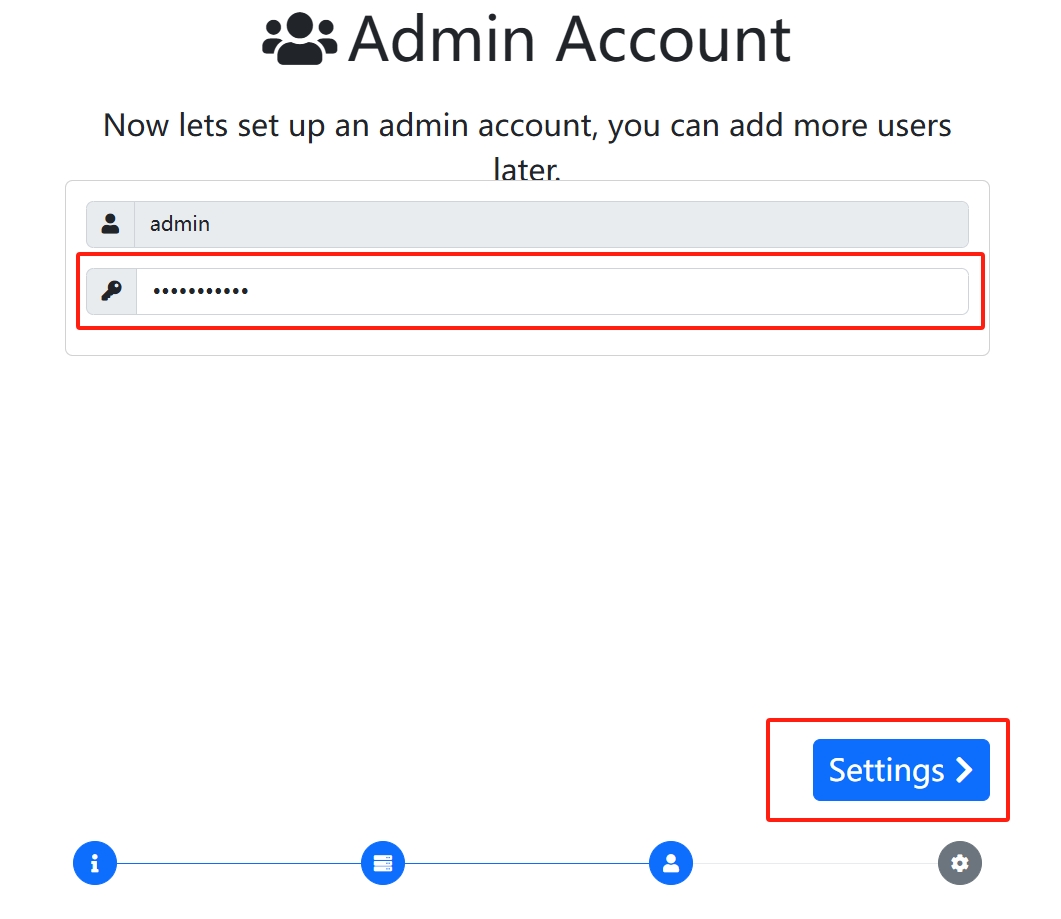 Admin Account
Now lets set up an admin account, you can add more users
later.
admin
•••••••••••
Settings